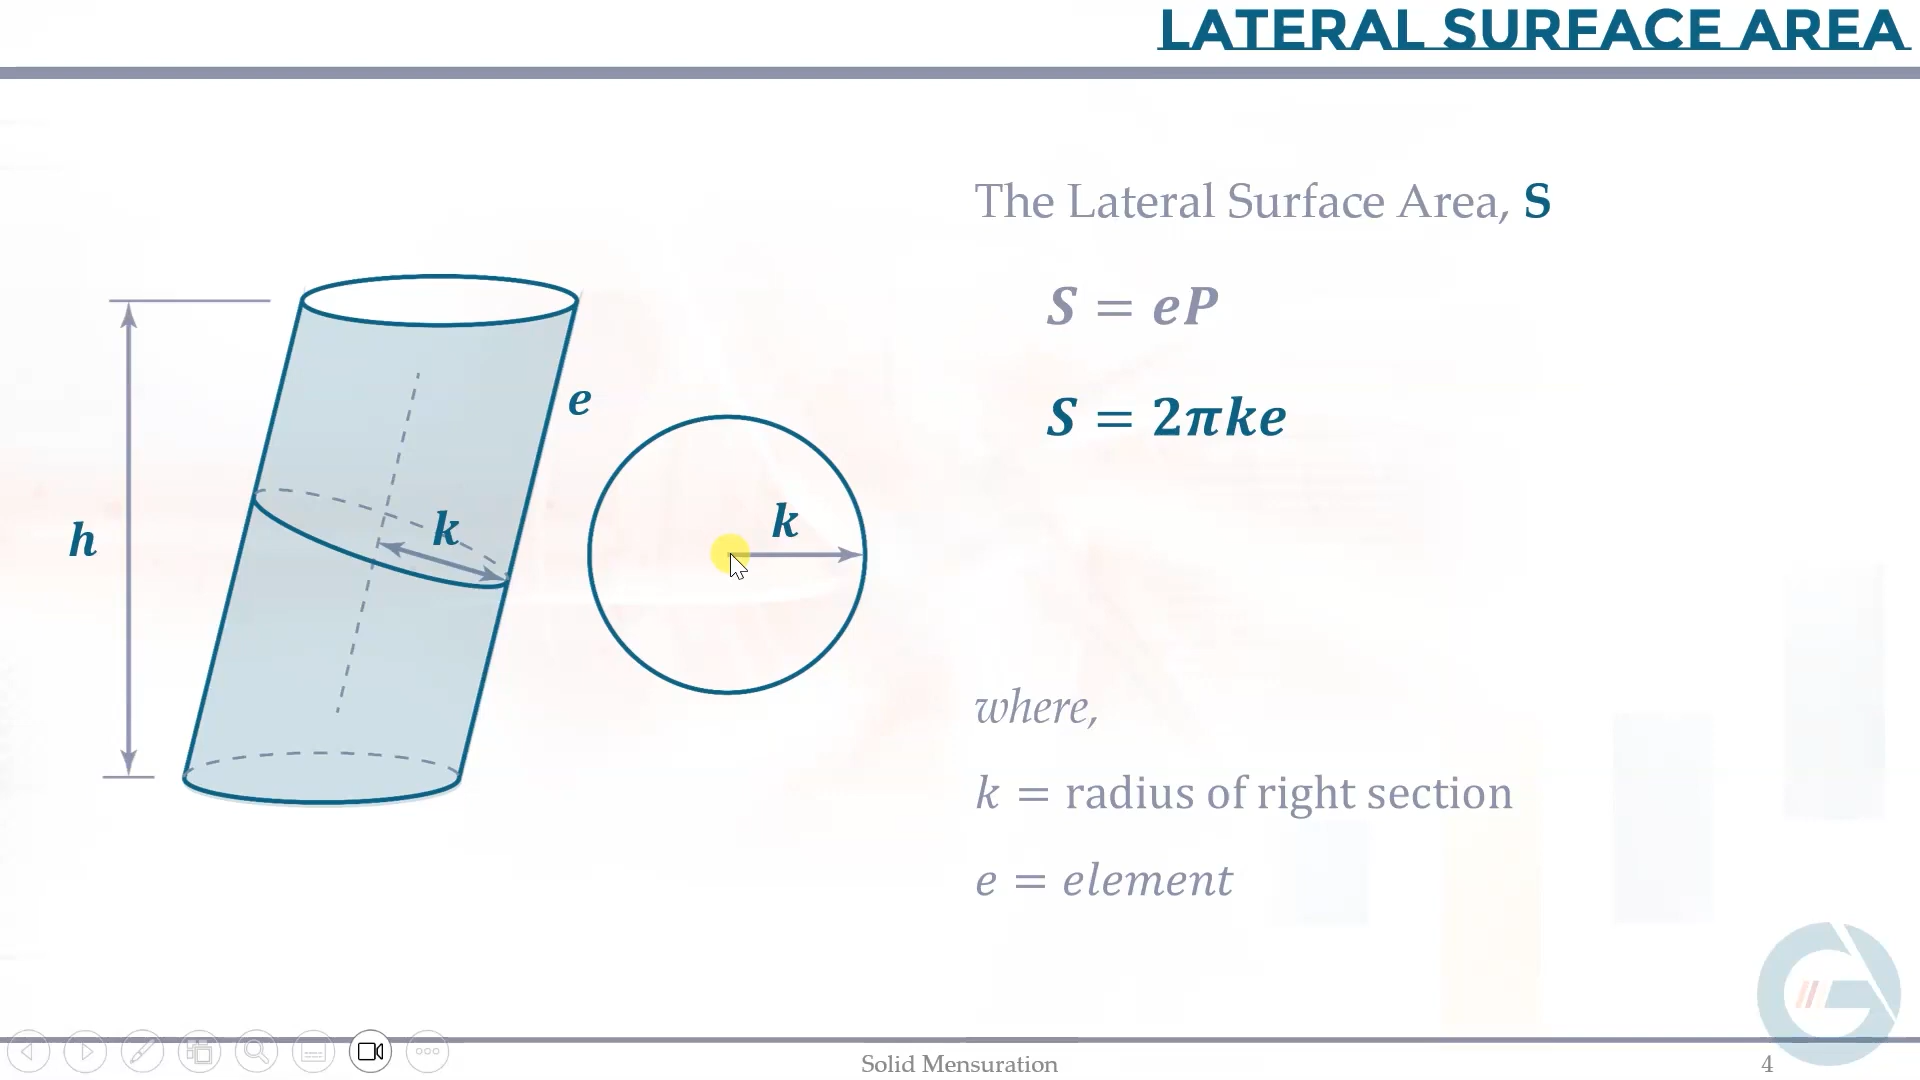 LATERAL SURFACE AREA
The Lateral Surface Area, S
S = eP
S = 2πke
e
k
k
h
where,
k = radius of right section
e = element
Solid Mensuration
4